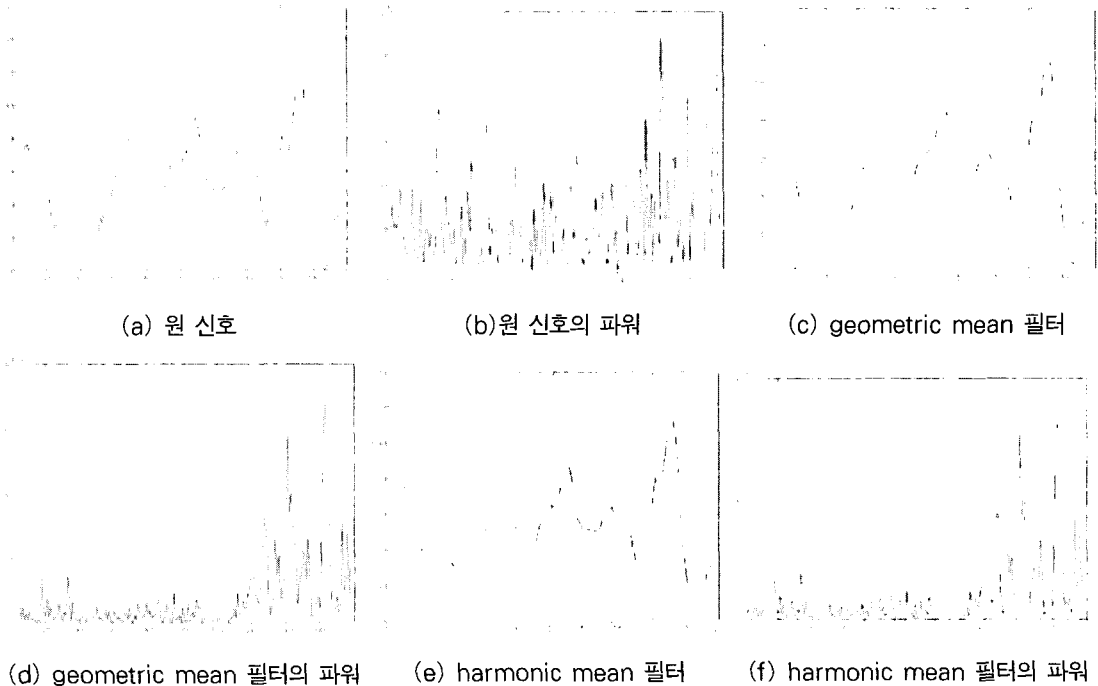 (a) 원 신호
(b)원 신호의 파워
(c) geometric mean 필터
(d) geometric mean 필터의 파워
(e) harmonic mean 필터
(f) harmonic mean 필터의 파워